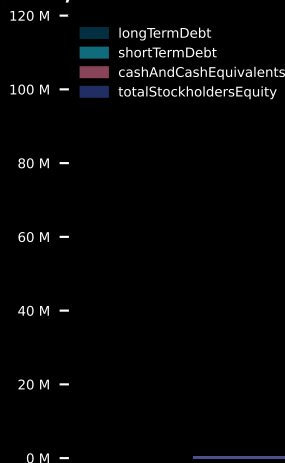 120 M
longTermDebt
shortTermDebt
cashAndCashEquivalents
totalStockholdersEquity
100 M
80 M
60 M
40 M
20 M
0 M